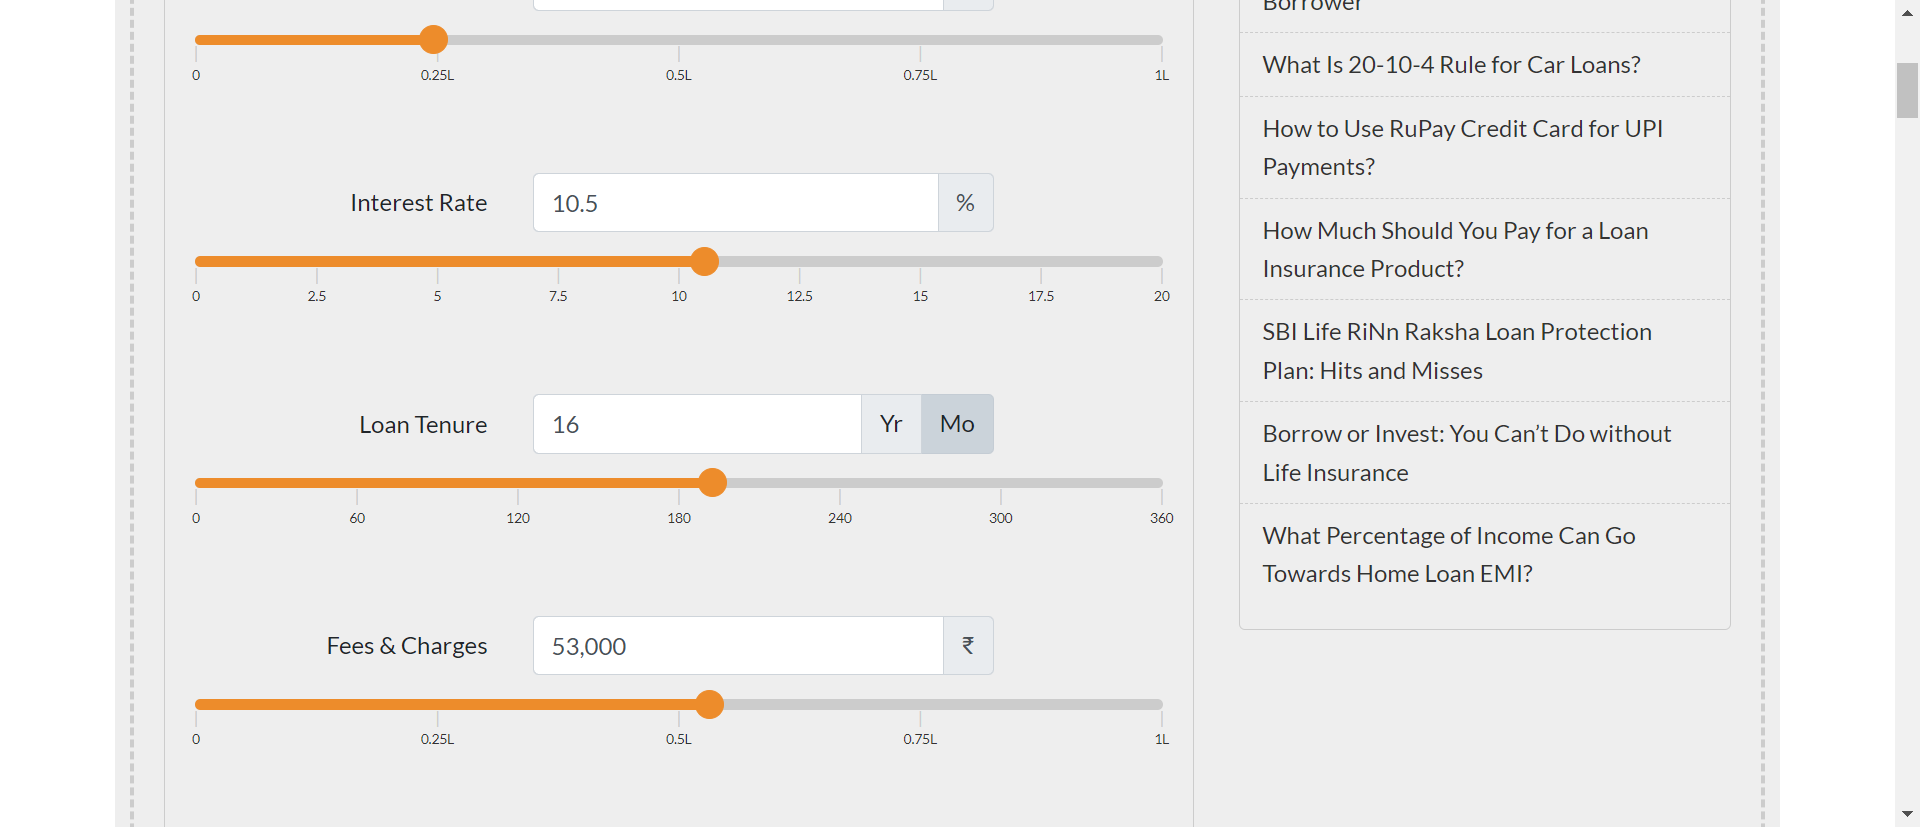 0 0.25L 0.5L 0.75L 1L
Interest Rate 10.5 %
0 2.5 5 7.5 10 12.5 15 17.5 20
Loan Tenure 16 Yr Mo
0 60 120 180 240 300 360
Fees & Charges 53,000 ₹
0 0.25L 0.5L 0.75L 1L
Borrower
What Is 20-10-4 Rule for Car Loans?
How to Use RuPay Credit Card for UPI
Payments?
How Much Should You Pay for a Loan
Insurance Product?
SBI Life RiNn Raksha Loan Protection
Plan: Hits and Misses
Borrow or Invest: You Can’t Do without
Life Insurance
What Percentage of Income Can Go
Towards Home Loan EMI?